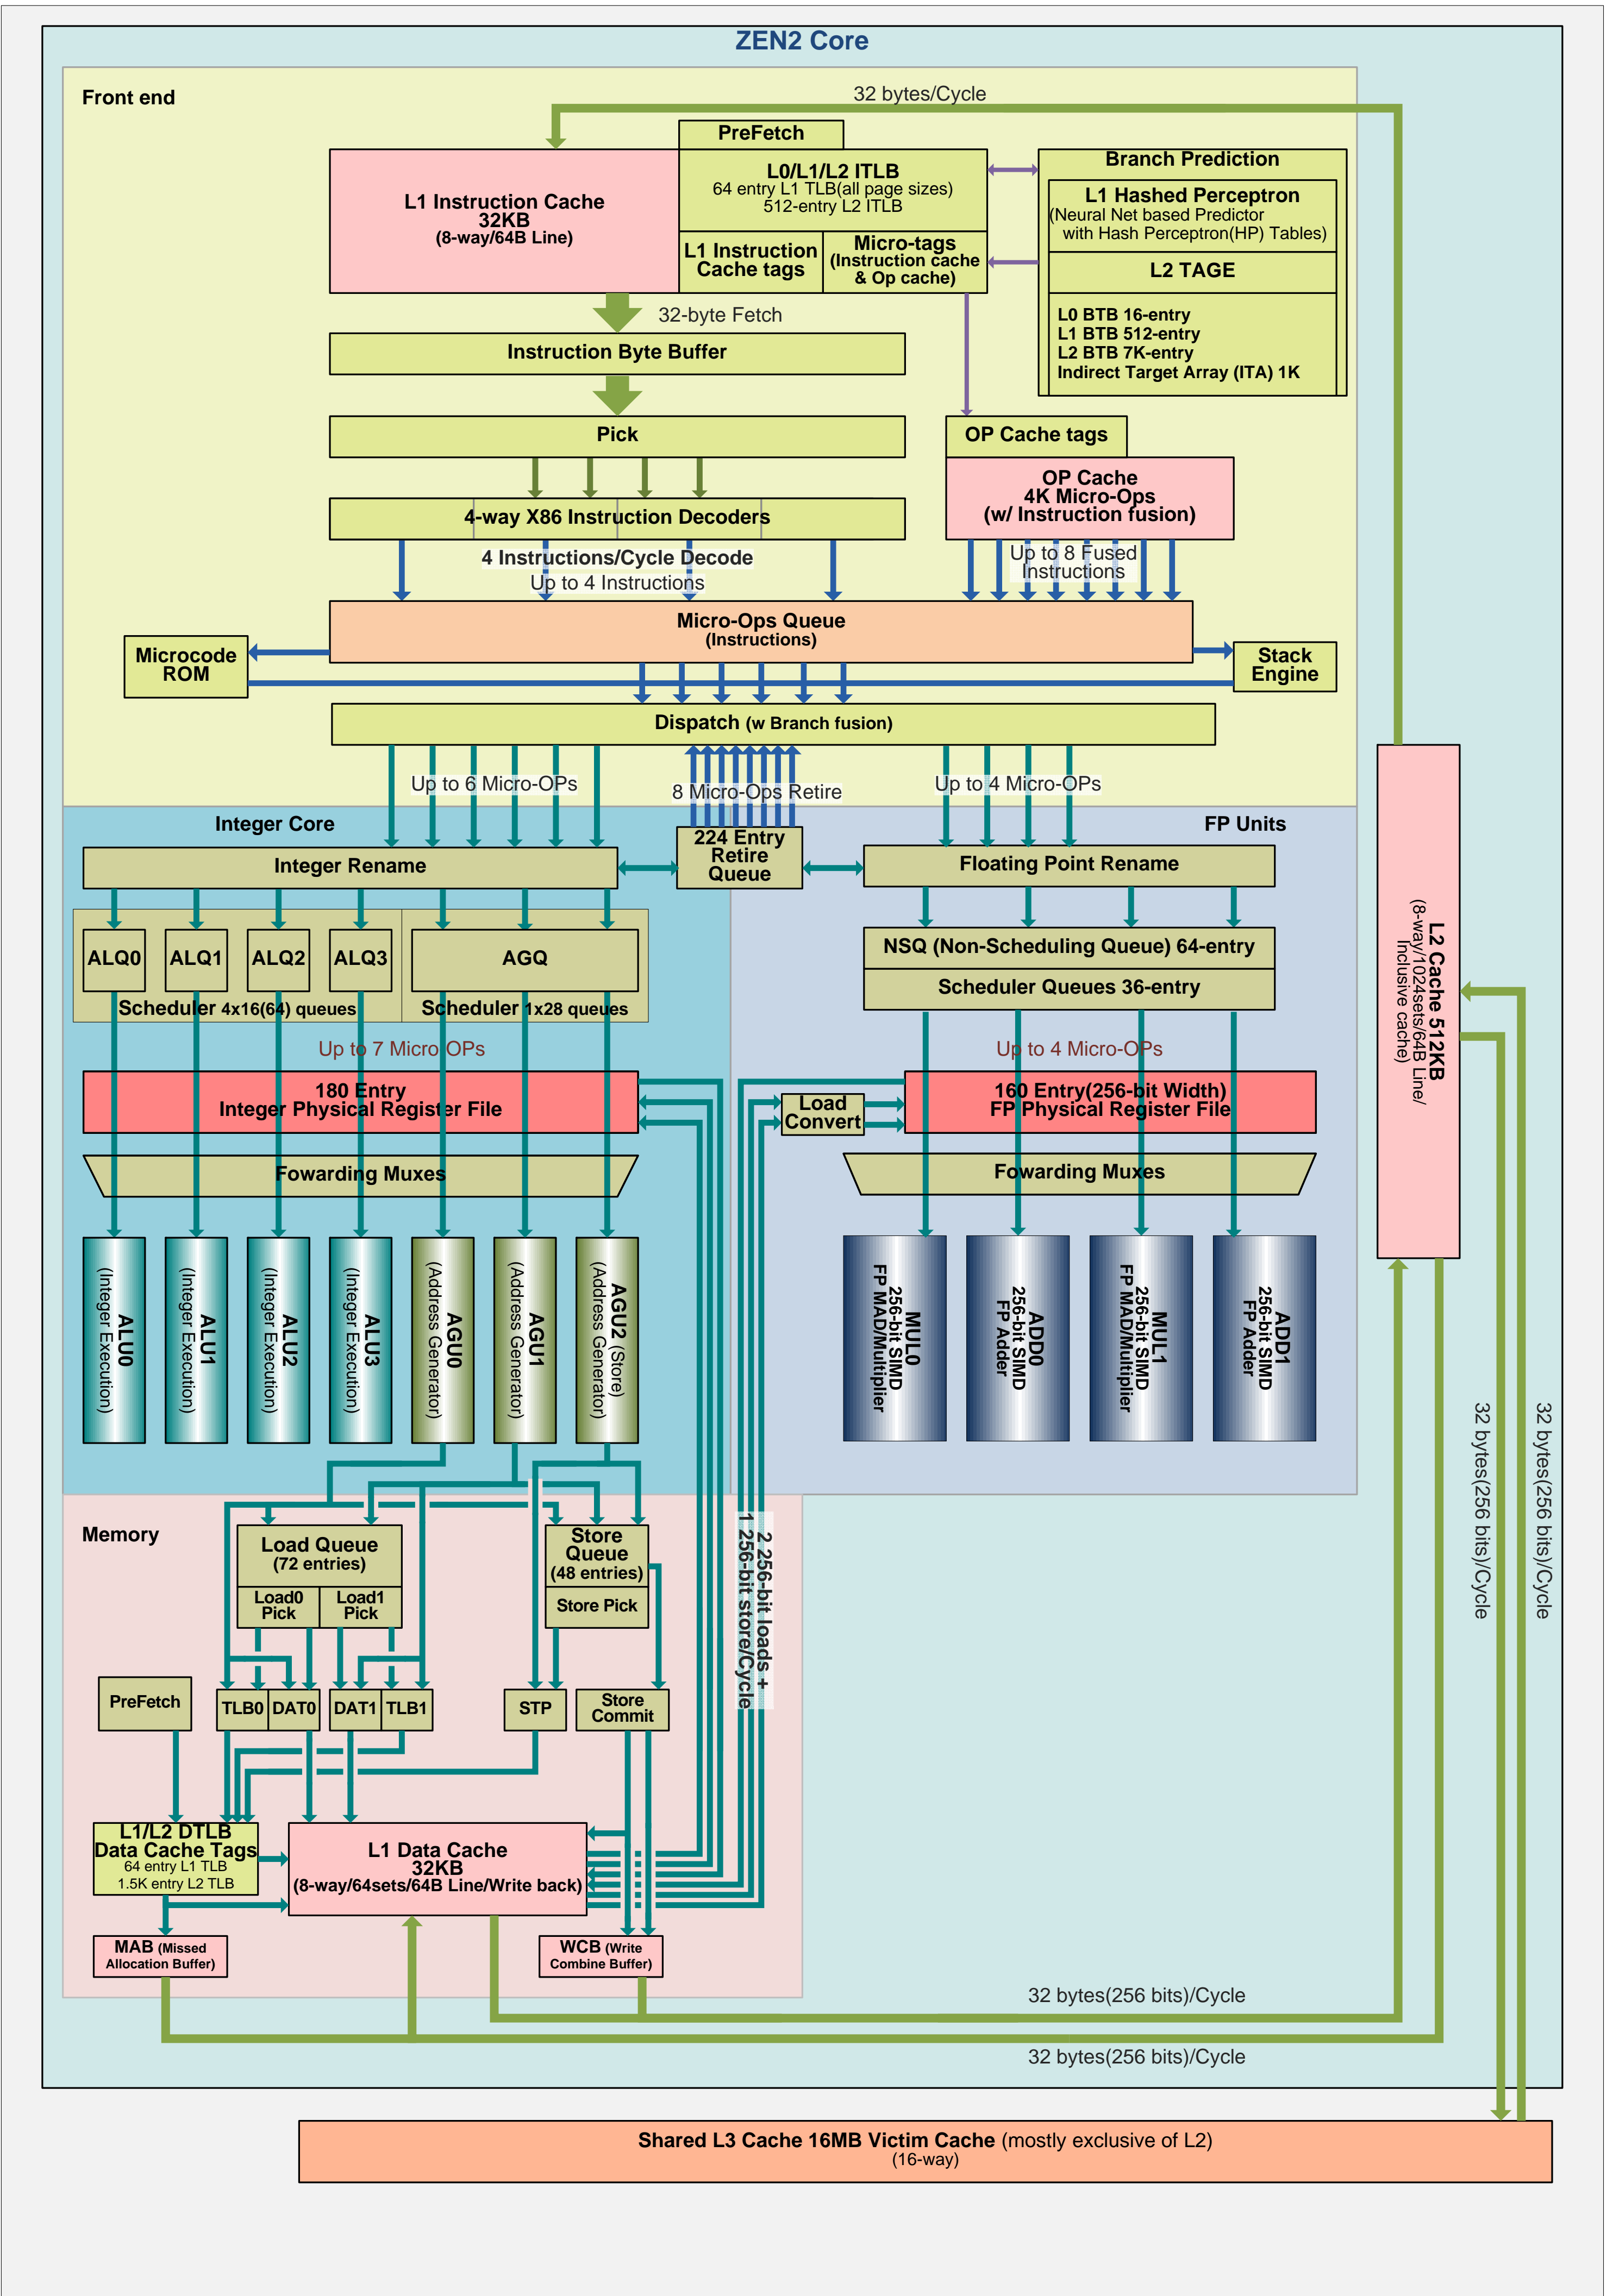 ZEN2 Core
Front end
32 bytes/Cycle
PreFetch
L1 Instruction Cache
32KB
(8-way/64B Line)
L0/L1/L2 ITLB
64 entry L1 TLB(all page sizes)
512-entry L2 ITLB
L1 Instruction
Cache tags
Micro-tags
(Instruction cache
& Op cache)
Branch Prediction
L1 Hashed Perceptron
(Neural Net based Predictor
with Hash Perceptron(HP) Tables)
L2 TAGE
L0 BTB 16-entry
L1 BTB 512-entry
L2 BTB 7K-entry
Indirect Target Array (ITA) 1K
32-byte Fetch
Instruction Byte Buffer
Pick
OP Cache tags
OP Cache
4K Micro-Ops
(w/ Instruction fusion)
4-way X86 Instruction Decoders
4 Instructions/Cycle Decode
Up to 4 Instructions
Up to 8 Fused
Instructions
Micro-Ops Queue
(Instructions)
Microcode
ROM
Stack
Engine
Dispatch (w Branch fusion)
Up to 6 Micro-OPs
8 Micro-Ops Retire
Up to 4 Micro-OPs
Integer Core
FP Units
224 Entry
Retire
Queue
Integer Rename
Floating Point Rename
ALQ0
ALQ1
ALQ2
ALQ3
AGQ
Scheduler 4x16(64) queues
Scheduler 1x28 queues
NSQ (Non-Scheduling Queue) 64-entry
Scheduler Queues 36-entry
Up to 7 Micro-OPs
Up to 4 Micro-OPs
180 Entry
Integer Physical Register File
Load
Convert
160 Entry(256-bit Width)
FP Physical Register File
Fowarding Muxes
Fowarding Muxes
L2 Cache 512KB
(8-way/1024sets/64B Line/
Inclusive cache)
ALU0
(Integer Execution)
ALU1
(Integer Execution)
ALU2
(Integer Execution)
ALU3
(Integer Execution)
AGU0
(Address Generator)
AGU1
(Address Generator)
AGU2 (Store)
(Address Generator)
MUL0
256-bit SIMD
FP MAD/Multiplier
ADD0
256-bit SIMD
FP Adder
MUL1
256-bit SIMD
FP MAD/Multiplier
ADD1
256-bit SIMD
FP Adder
32 bytes(256 bits)/Cycle
32 bytes(256 bits)/Cycle
Memory
Load Queue
(72 entries)
Load0
Pick
Load1
Pick
Store
Queue
(48 entries)
Store Pick
2 256-bit loads +
1 256-bit store/Cycle
PreFetch
TLB0
DAT0
DAT1
TLB1
STP
Store
Commit
L1/L2 DTLB
Data Cache Tags
64 entry L1 TLB
1.5K entry L2 TLB
L1 Data Cache
32KB
(8-way/64sets/64B Line/Write back)
MAB (Missed
Allocation Buffer)
WCB (Write
Combine Buffer)
32 bytes(256 bits)/Cycle
32 bytes(256 bits)/Cycle
Shared L3 Cache 16MB Victim Cache (mostly exclusive of L2)
(16-way)